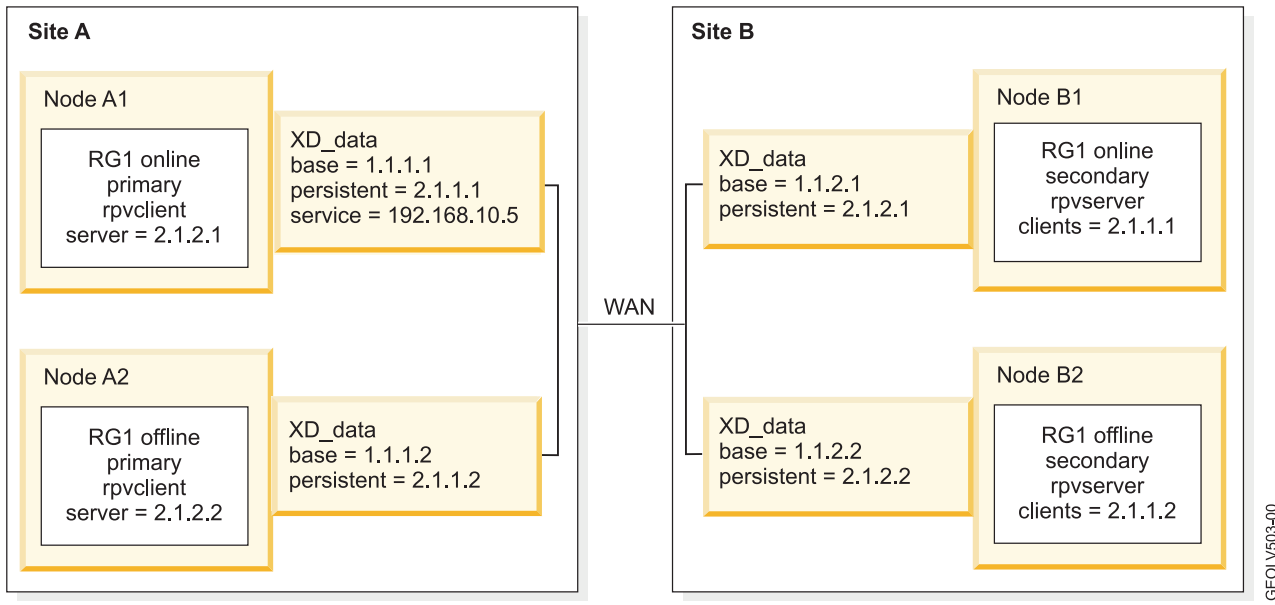 Site A
Node A1
RG1 online
primary
rpvclient
server = 2.1.2.1
XD_data
base = 1.1.1.1
persistent = 2.1.1.1
service = 192.168.10.5
Node A2
RG1 offline
primary
rpvclient
server = 2.1.2.2
XD_data
base = 1.1.1.2
persistent = 2.1.1.2
WAN
Site B
XD_data
base = 1.1.2.1
persistent = 2.1.2.1
Node B1
RG1 online
secondary
rpvserver
clients = 2.1.1.1
XD_data
base = 1.1.2.2
persistent = 2.1.2.2
Node B2
RG1 offline
secondary
rpvserver
clients = 2.1.1.2
GEOLV503-00